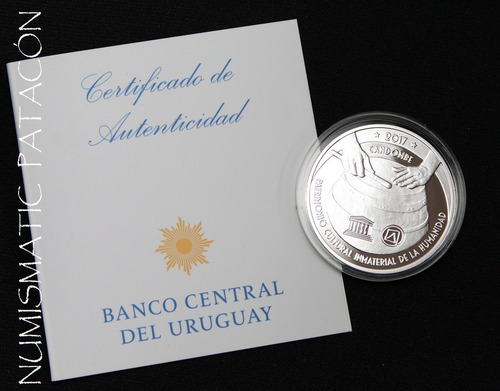 NUMISMATIC PATACÓN
Certificado de
Autenticidad
BANCO CENTRAL
DEL URUGUAY
★ 2017 ★
CANDOMBE
PATRIMONIO CULTURAL INMATERIAL DE LA HUMANIDAD